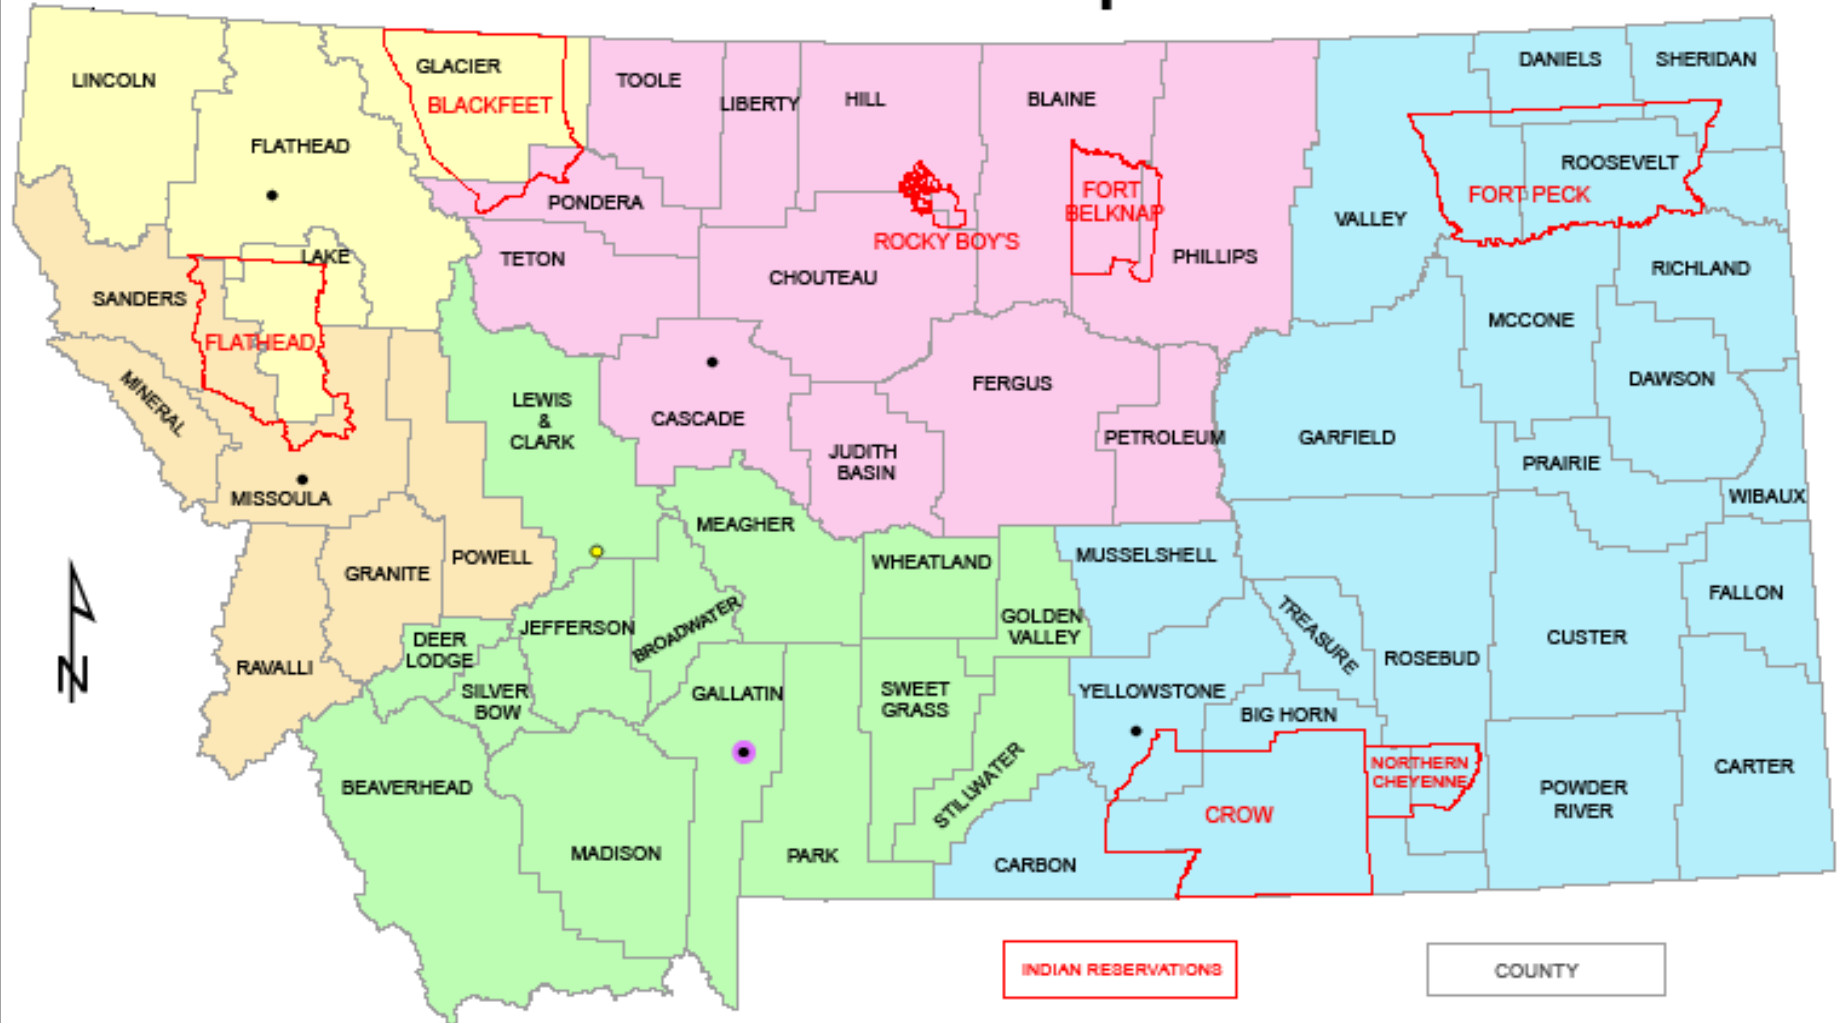 LINCOLN
GLACIER
BLACKFEET
FLATHEAD
LAKE
SANDERS
FLATHEAD
MINERAL
MISSOULA
RAVALLI
GRANITE
POWELL
TOOLE
LIBERTY
HILL
BLAINE
PONDERA
TETON
CHOUTEAU
ROCKY BOY'S
FORT
BELKNAP
PHILLIPS
CASCADE
JUDITH
BASIN
FERGUS
PETROLEUM
LEWIS
&
CLARK
MEAGHER
WHEATLAND
GOLDEN
VALLEY
DEER
LODGE
JEFFERSON
BROADWATER
SILVER
BOW
GALLATIN
SWEET
GRASS
STILLWATER
BEAVERHEAD
MADISON
PARK
DANIELS
SHERIDAN
ROOSEVELT
FORT PECK
VALLEY
RICHLAND
MCCONE
DAWSON
GARFIELD
PRAIRIE
WIBAUX
MUSSELSHELL
TREASURE
ROSEBUD
CUSTER
FALLON
YELLOWSTONE
BIG HORN
NORTHERN
CHEYENNE
CROW
CARBON
POWDER
RIVER
CARTER
N
INDIAN RESERVATIONS
COUNTY